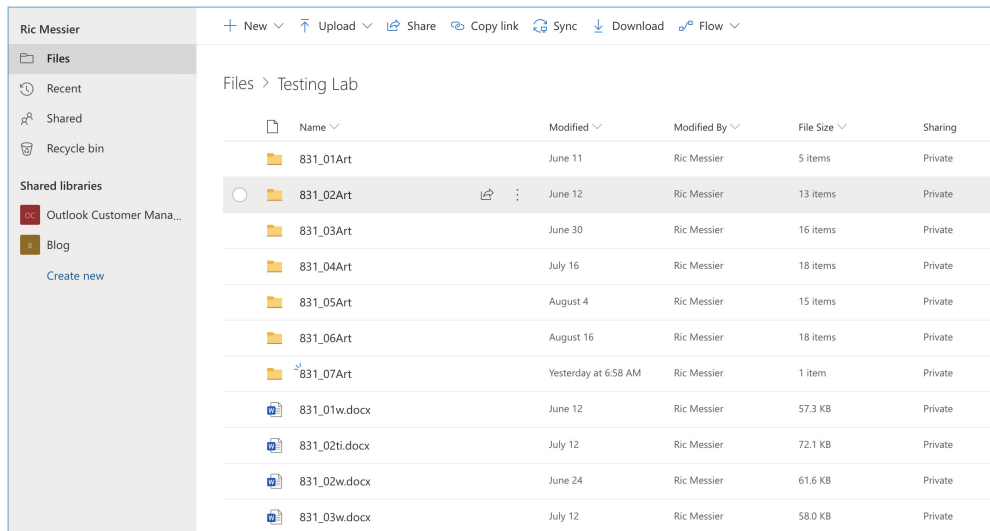 Ric Messier
New Upload Share Copy link Sync Download Flow
Files
Recent
Shared
Recycle bin
Shared libraries
OC Outlook Customer Mana...
B Blog
Create new
Files > Testing Lab
Name Modified Modified By File Size Sharing
831_01Art June 11 Ric Messier 5 items Private
831_02Art June 12 Ric Messier 13 items Private
831_03Art June 30 Ric Messier 16 items Private
831_04Art July 16 Ric Messier 18 items Private
831_05Art August 4 Ric Messier 15 items Private
831_06Art August 16 Ric Messier 18 items Private
831_07Art Yesterday at 6:58 AM Ric Messier 1 item Private
831_01w.docx June 12 Ric Messier 57.3 KB Private
831_02ti.docx July 12 Ric Messier 72.1 KB Private
831_02w.docx June 24 Ric Messier 61.6 KB Private
831_03w.docx July 12 Ric Messier 58.0 KB Private